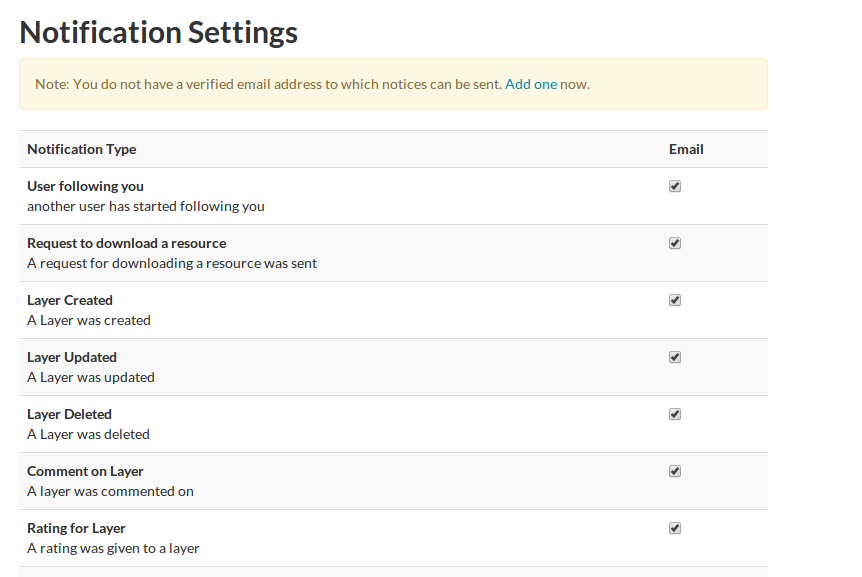 Notification Settings
Note: You do not have a verified email address to which notices can be sent. Add one now.
Notification Type Email
User following you
another user has started following you
Request to download a resource
A request for downloading a resource was sent
Layer Created
A Layer was created
Layer Updated
A Layer was updated
Layer Deleted
A Layer was deleted
Comment on Layer
A layer was commented on
Rating for Layer
A rating was given to a layer